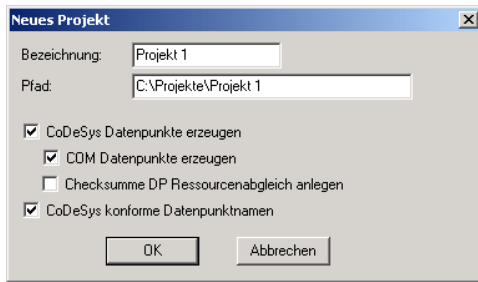 Neues Projekt
Bezeichnung: Projekt 1
Pfad: C:\Projekte\Projekt 1
CoDeSys Datenpunkte erzeugen
COM Datenpunkte erzeugen
Checksumme DP Ressourcenabgleich anlegen
CoDeSys konforme Datenpunktnamen
OK Abbrechen